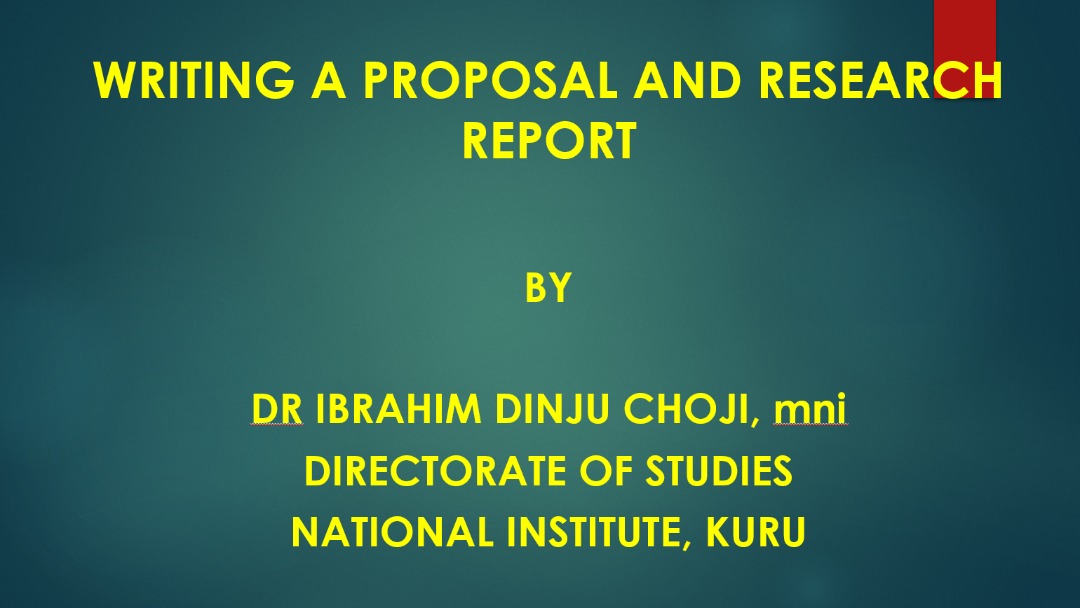 WRITING A PROPOSAL AND RESEARCH
REPORT
BY
DR IBRAHIM DINJU CHOJI, mni
DIRECTORATE OF STUDIES
NATIONAL INSTITUTE, KURU